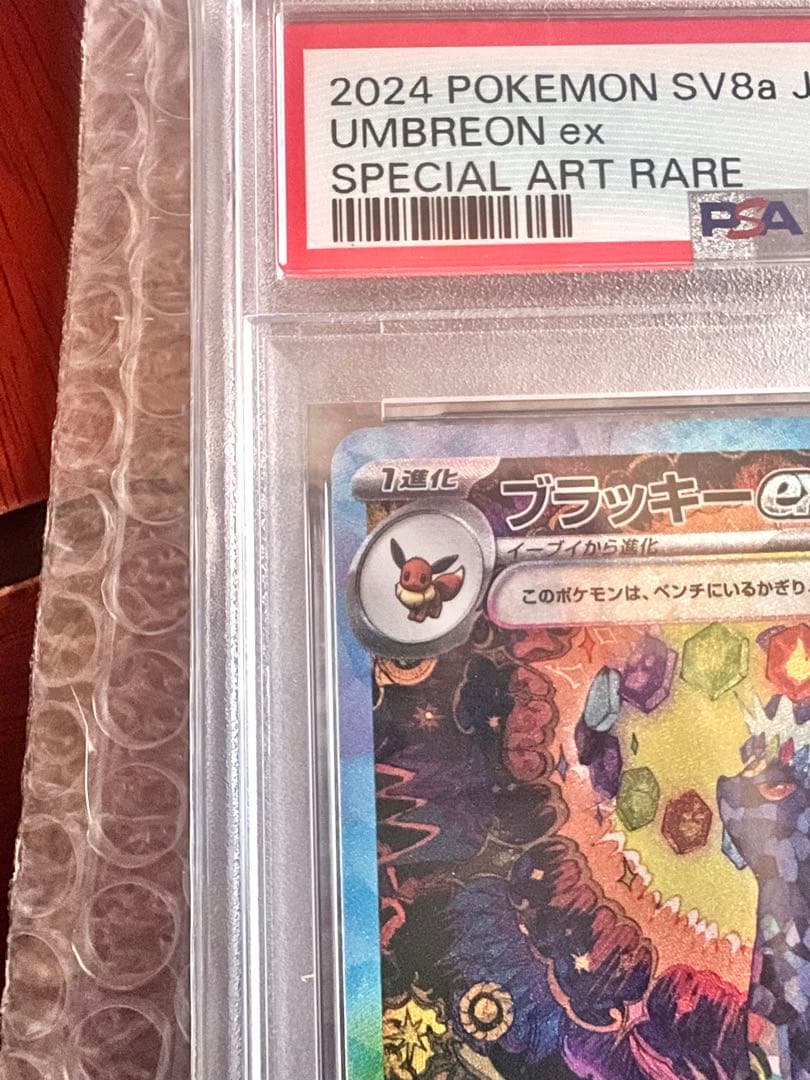 2024 POKEMON SV8a J
UMBREON ex
SPECIAL ART RARE
PSA
1進化
ブラッキーex
イーブイから進化
このポケモンは、ベンチにいるかぎり、